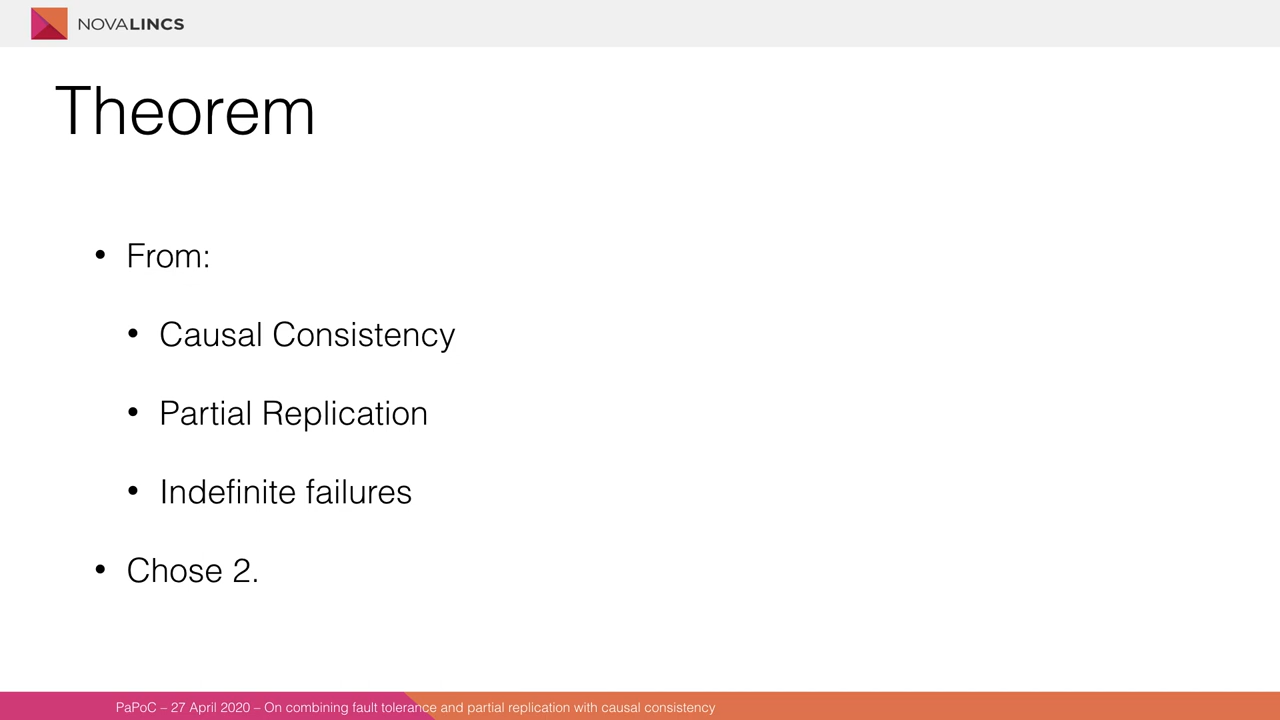 NOVALINCS
Theorem
• From:
• Causal Consistency
• Partial Replication
• Indefinite failures
• Chose 2.
PaPoC – 27 April 2020 – On combining fault tolerance and partial replication with causal consistency